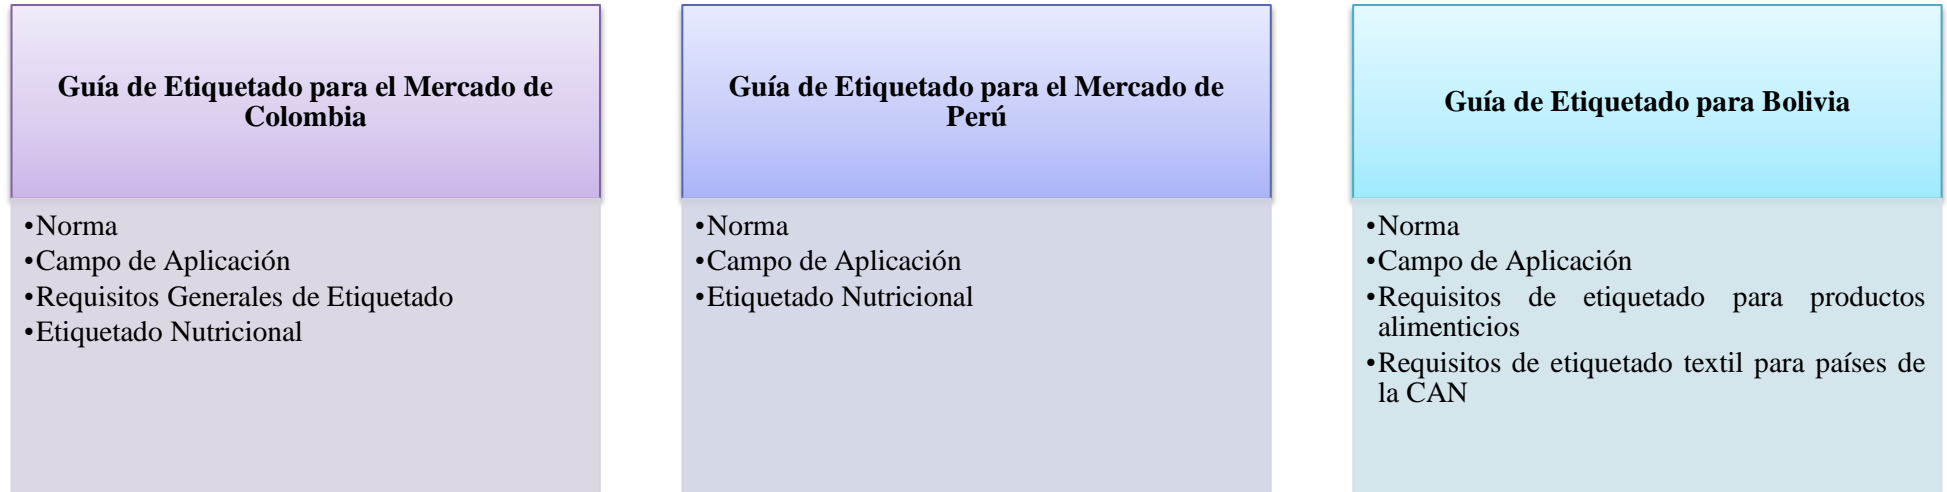 Guía de Etiquetado para el Mercado de
Colombia
•Norma
•Campo de Aplicación
•Requisitos Generales de Etiquetado
•Etiquetado Nutricional
Guía de Etiquetado para el Mercado de
Perú
•Norma
•Campo de Aplicación
•Etiquetado Nutricional
Guía de Etiquetado para Bolivia
•Norma
•Campo de Aplicación
•Requisitos de etiquetado para productos
alimenticios
•Requisitos de etiquetado textil para países de
la CAN